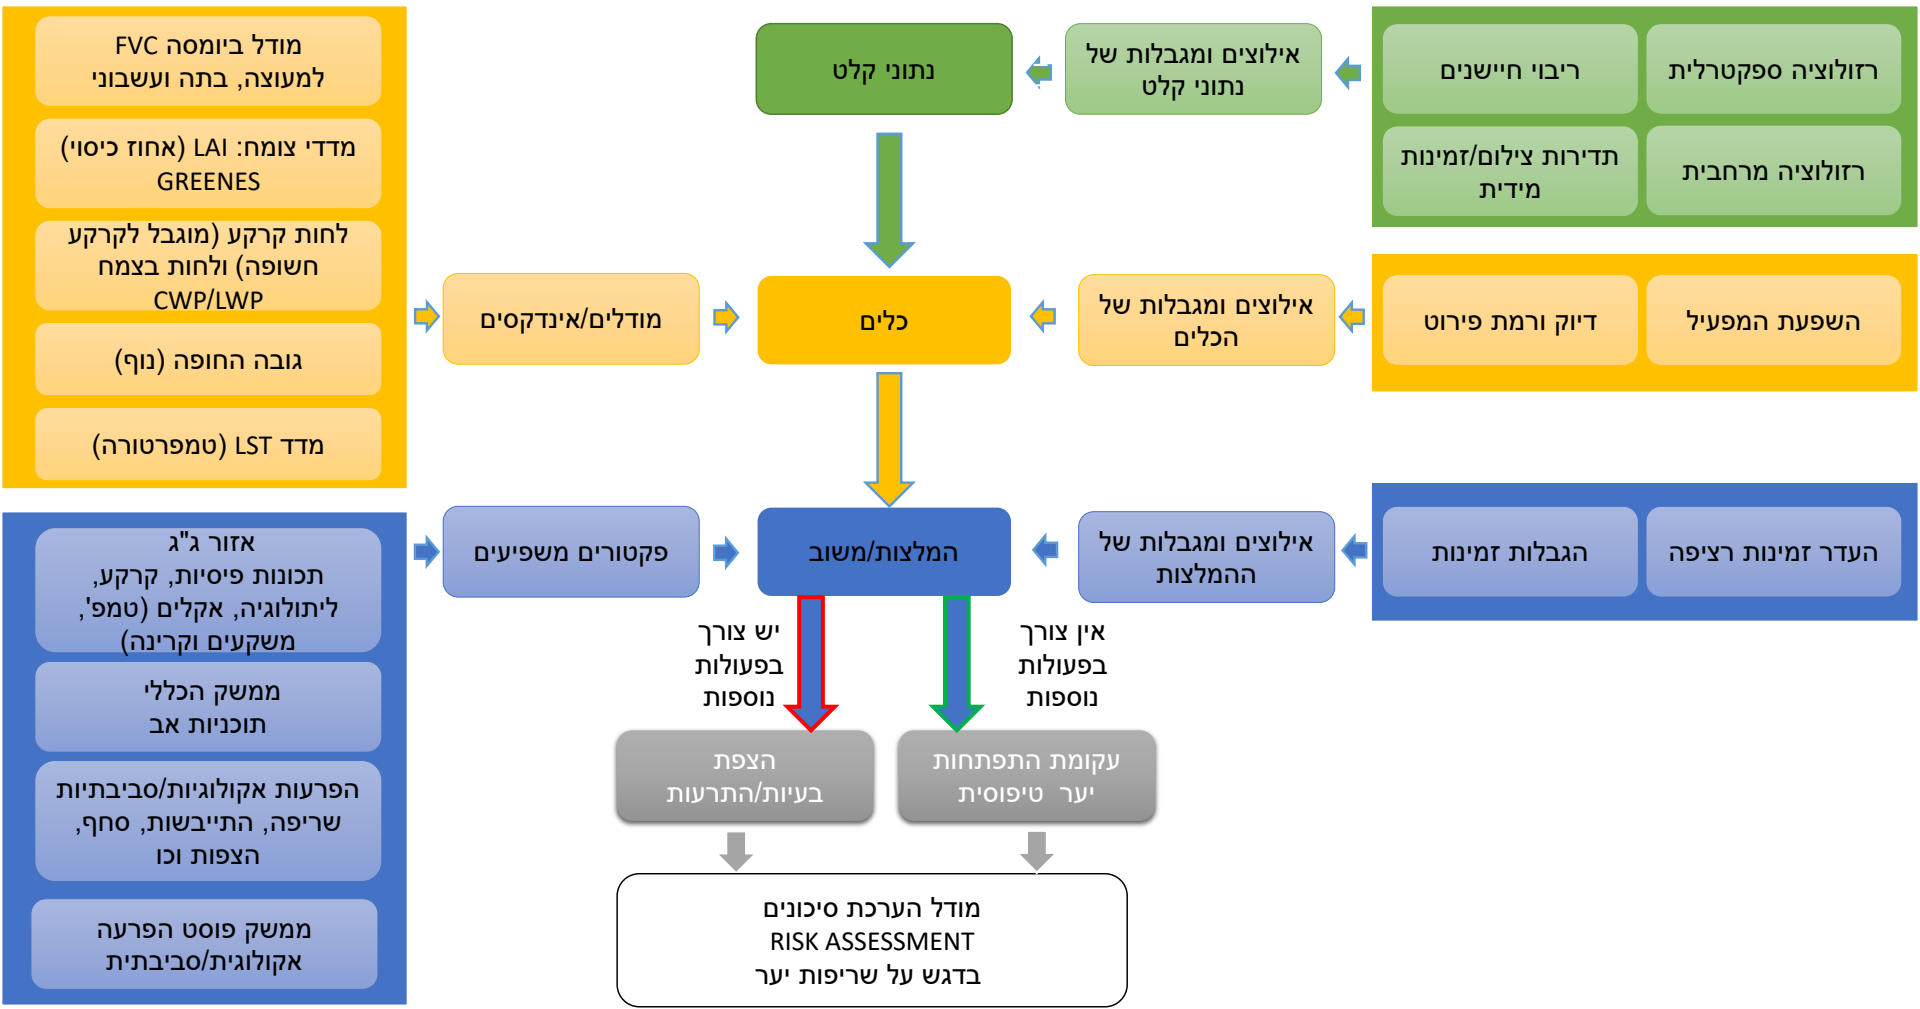 רזולוציה ספקטרלית
ריבוי חיישנים
רזולוציה מרחבית
תדירות צילום/זמינות
מידית
אילוצים ומגבלות של
נתוני קלט
נתוני קלט
השפעת המפעיל
דיוק ורמת פירוט
אילוצים ומגבלות של
הכלים
כלים
מודלים/אינדקסים
מודל ביומסה FVC
למעוצה, בתה ועשבוני
מדדי צומח: LAI (אחוז כיסוי)
GREENES
לחות קרקע (מוגבל לקרקע
חשופה) ולחות בצמח
CWP/LWP
גובה החופה (נוף)
מדד LST (טמפרטורה)
העדר זמינות רציפה
הגבלות זמינות
אילוצים ומגבלות של
ההמלצות
המלצות/משוב
פקטורים משפיעים
אזור ג"ג
תכונות פיסיות, קרקע,
ליתולוגיה, אקלים (טמפ',
משקעים וקרינה)
ממשק הכללי
תוכניות אב
הפרעות אקולוגיות/סביבתיות
שריפה, התייבשות, סחף,
הצפות וכו
ממשק פוסט הפרעה
אקולוגית/סביבתית
אין צורך
בפעולות
נוספות
יש צורך
בפעולות
נוספות
עקומת התפתחות
יער טיפוסית
הצפת
בעיות/התרעות
מודל הערכת סיכונים
RISK ASSESSMENT
בדגש על שריפות יער